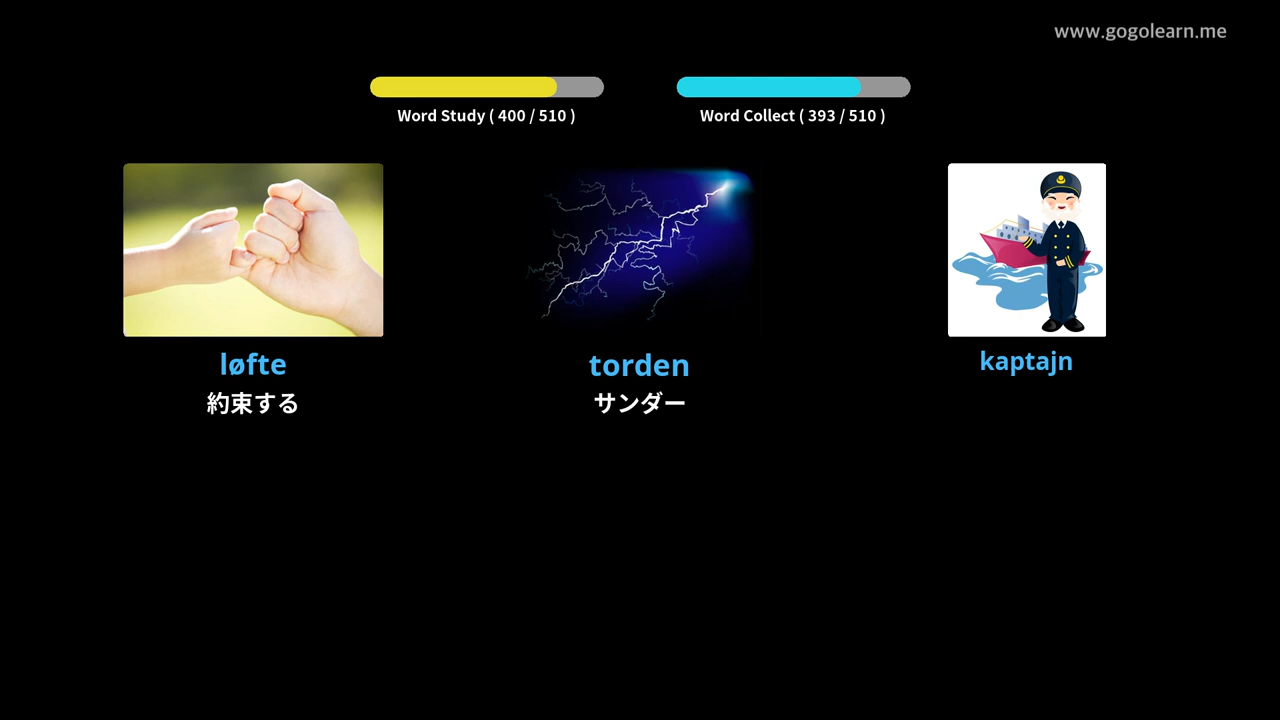 www.gogolearn.me
Word Study ( 400 / 510 )
Word Collect ( 393 / 510 )
løfte
約束する
torden
サンダー
kaptajn